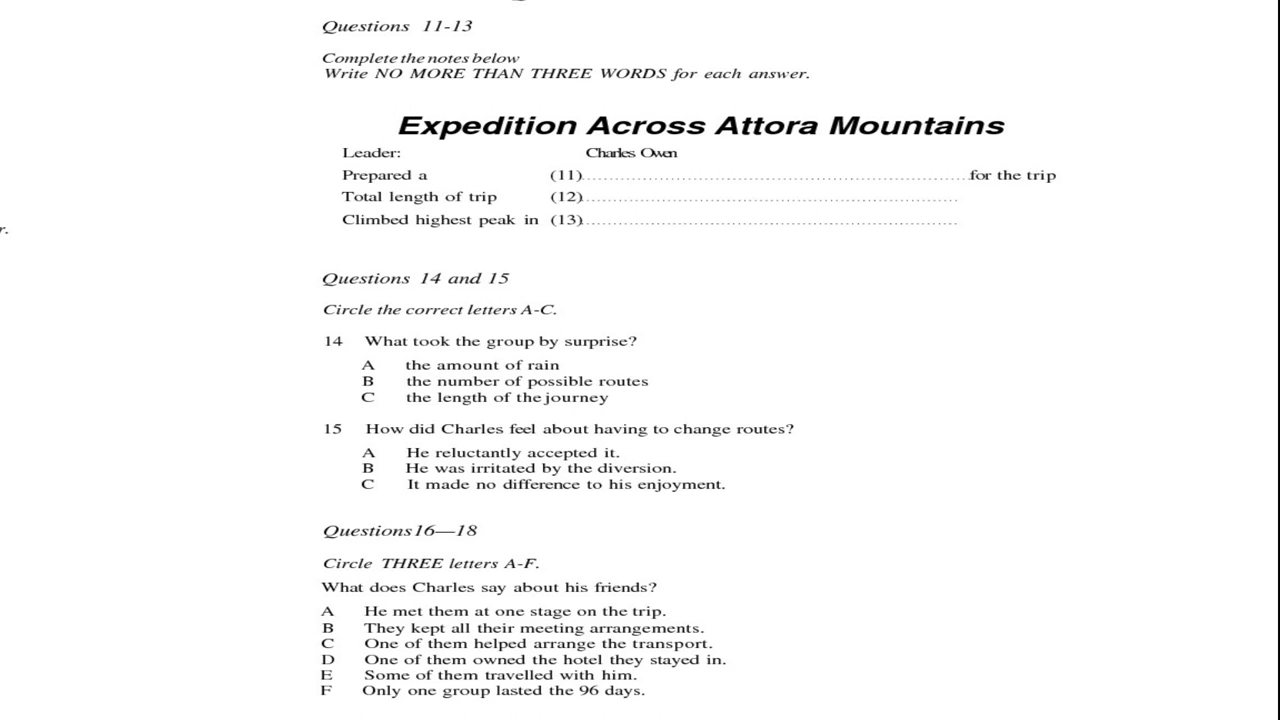 Questions 11-13
Complete the notes below
Write NO MORE THAN THREE WORDS for each answer.
Expedition Across Attora Mountains
Leader: Charles Owen
Prepared a (11)........................................for the trip
Total length of trip (12)........................................
Climbed highest peak in (13)........................................
r.
Questions 14 and 15
Circle the correct letters A-C.
14 What took the group by surprise?
A the amount of rain
B the number of possible routes
C the length of the journey
15 How did Charles feel about having to change routes?
A He reluctantly accepted it.
B He was irritated by the diversion.
C It made no difference to his enjoyment.
Questions 16—18
Circle THREE letters A-F.
What does Charles say about his friends?
A He met them at one stage on the trip.
B They kept all their meeting arrangements.
C One of them helped arrange the transport.
D One of them owned the hotel they stayed in.
E Some of them travelled with him.
F Only one group lasted the 96 days.